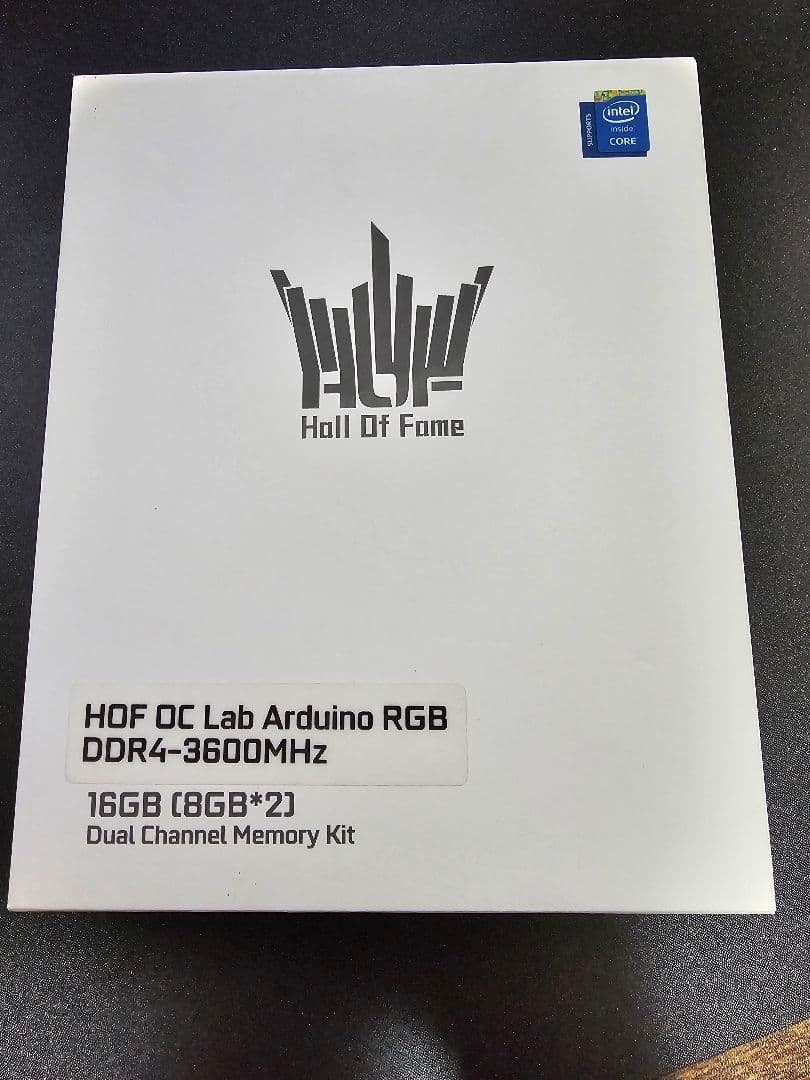 SUPPORTS
intel
inside
CORE
HOF
Hall Of Fame
HOF OC Lab Arduino RGB
DDR4-3600MHz
16GB (8GB*2)
Dual Channel Memory Kit